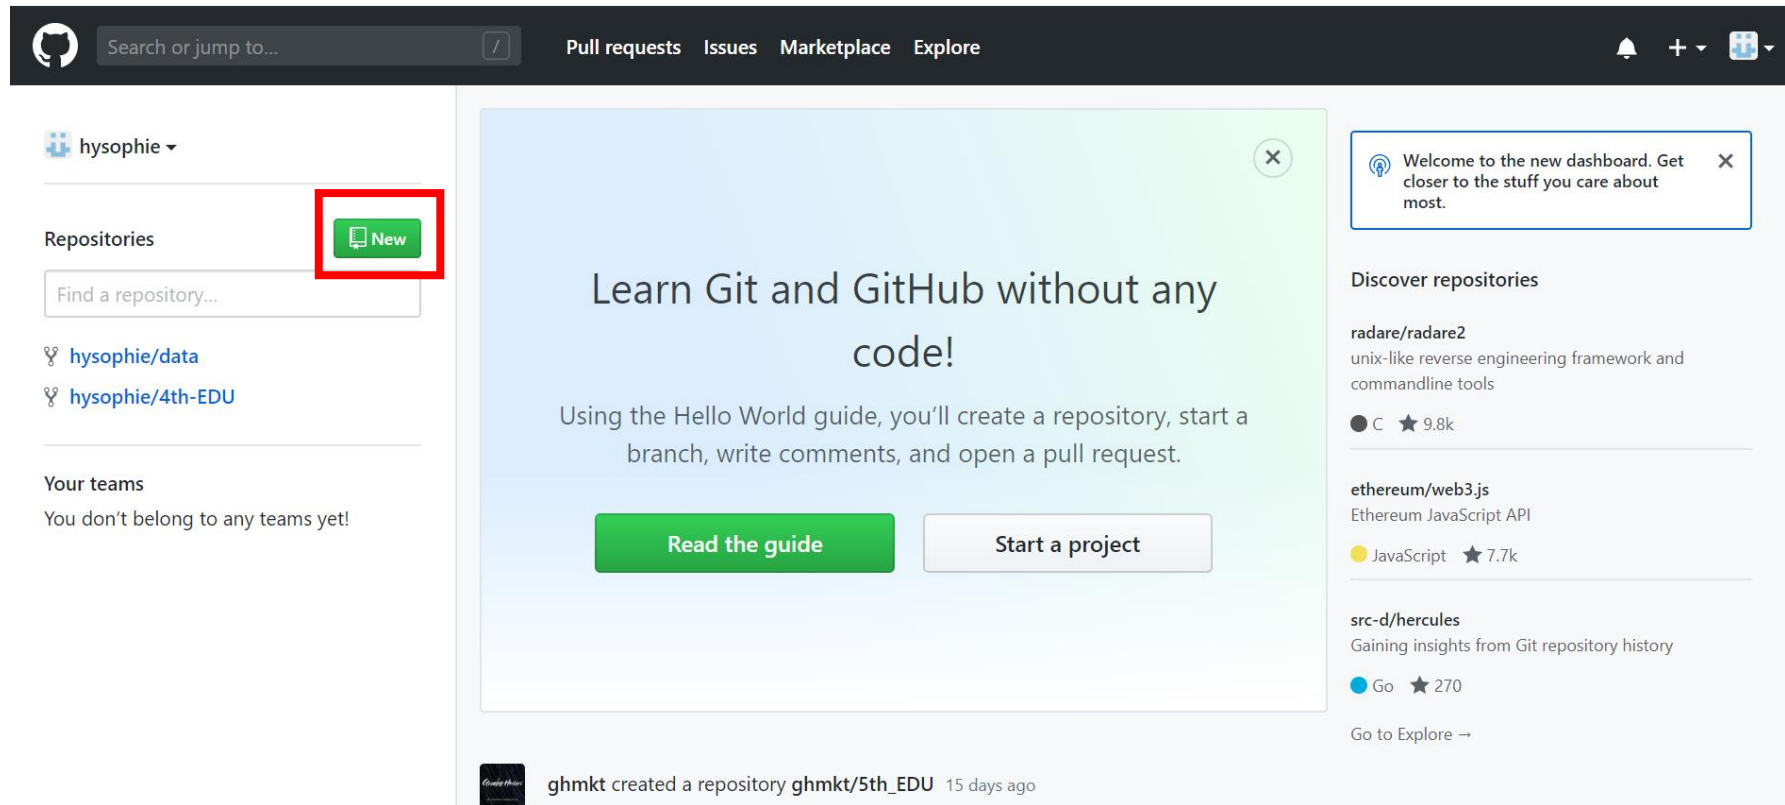 Search or jump to...
/
Pull requests Issues Marketplace Explore
hysophie
Repositories
New
Find a repository...
hysophie/data
hysophie/4th-EDU
Your teams
You don’t belong to any teams yet!
Learn Git and GitHub without any
code!
Using the Hello World guide, you’ll create a repository, start a
branch, write comments, and open a pull request.
Read the guide
Start a project
ghmkt created a repository ghmkt/5th_EDU 15 days ago
Welcome to the new dashboard. Get
closer to the stuff you care about
most.
Discover repositories
radare/radare2
unix-like reverse engineering framework and
commandline tools
C ★ 9.8k
ethereum/web3.js
Ethereum JavaScript API
JavaScript ★ 7.7k
src-d/hercules
Gaining insights from Git repository history
Go ★ 270
Go to Explore →